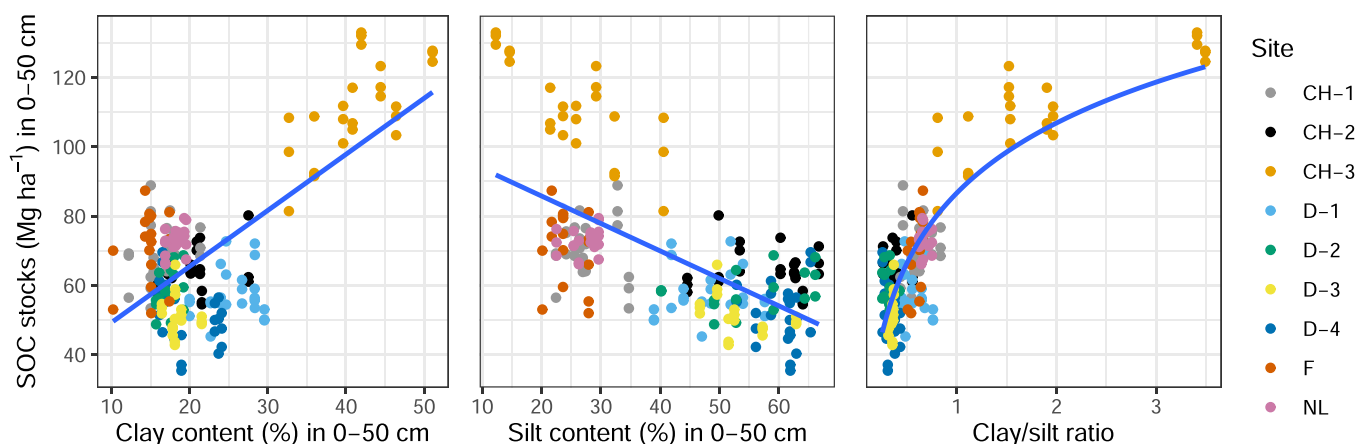 SOC stocks (Mg ha⁻¹) in 0–50 cm
120
100
80
60
40
10 20 30 40 50
Clay content (%) in 0–50 cm
10 20 30 40 50 60
Silt content (%) in 0–50 cm
1 2 3
Clay/silt ratio
Site
CH–1
CH–2
CH–3
D–1
D–2
D–3
D–4
F
NL